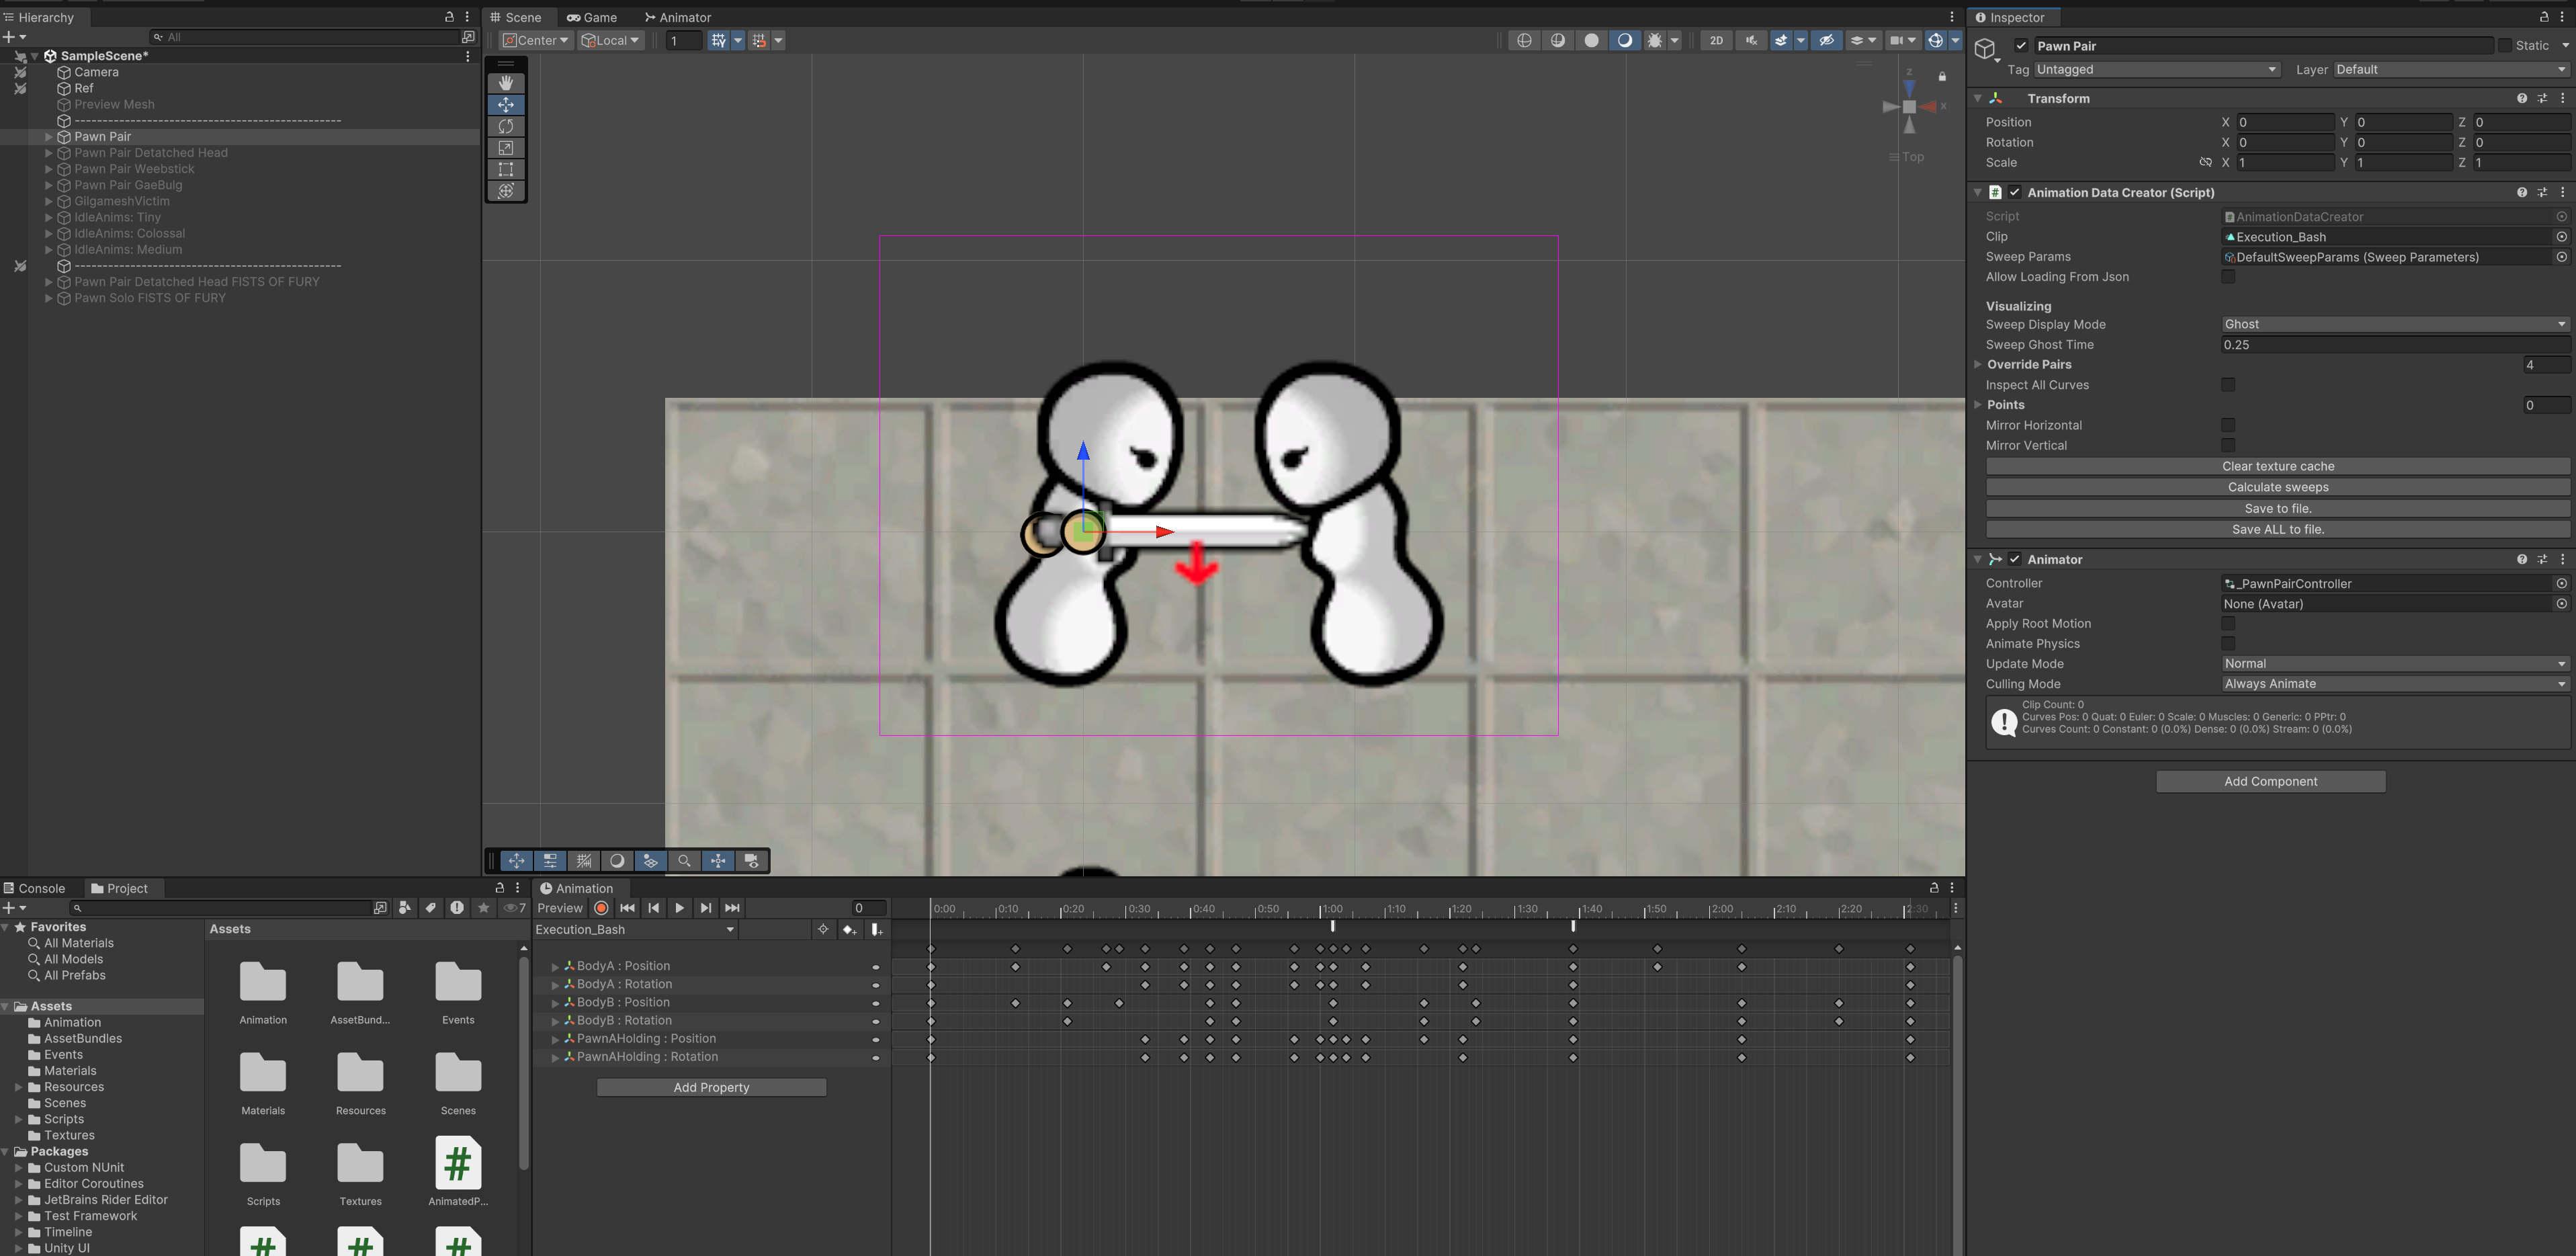 Hierarchy
All
SampleScene*
Camera
Ref
Preview Mesh
---------------------------------------------
Pawn Pair
Pawn Pair Detatched Head
Pawn Pair Weebstick
Pawn Pair GaeBulg
GilgameshVictim
IdleAnims: Tiny
IdleAnims: Colossal
IdleAnims: Medium
---------------------------------------------
Pawn Pair Detatched Head FISTS OF FURY
Pawn Solo FISTS OF FURY
Scene Game Animator
Center Local 1 2D
z
x
Top
Inspector
Pawn Pair Static
Tag Untagged Layer Default
Transform
Position X 0 Y 0 Z 0
Rotation X 0 Y 0 Z 0
Scale X 1 Y 1 Z 1
# Animation Data Creator (Script)
Script AnimationDataCreator
Clip Execution_Bash
Sweep Params DefaultSweepParams (Sweep Parameters)
Allow Loading From Json
Visualizing
Sweep Display Mode Ghost
Sweep Ghost Time 0.25
Override Pairs 4
Inspect All Curves
Points 0
Mirror Horizontal
Mirror Vertical
Clear texture cache
Calculate sweeps
Save to file.
Save ALL to file.
Animator
Controller _PawnPairController
Avatar None (Avatar)
Apply Root Motion
Animate Physics
Update Mode Normal
Culling Mode Always Animate
Clip Count: 0
Curves Pos: 0 Quat: 0 Euler: 0 Scale: 0 Muscles: 0 Generic: 0 PPtr: 0
Curves Count: 0 Constant: 0 (0.0%) Dense: 0 (0.0%) Stream: 0 (0.0%)
Add Component
Console Project
7
Favorites
All Materials
All Models
All Prefabs
Assets
Animation
AssetBundles
Events
Materials
Resources
Scenes
Scripts
Textures
Packages
Custom NUnit
Editor Coroutines
JetBrains Rider Editor
Test Framework
Timeline
Unity UI
Assets
Animation AssetBund... Events
Materials Resources Scenes
#
Scripts Textures AnimatedP...
# # #
Animation
Preview 0
Execution_Bash
0:00 0:10 0:20 0:30 0:40 0:50 1:00 1:10 1:20 1:30 1:40 1:50 2:00 2:10 2:20 2:30
BodyA : Position
BodyA : Rotation
BodyB : Position
BodyB : Rotation
PawnAHolding : Position
PawnAHolding : Rotation
Add Property